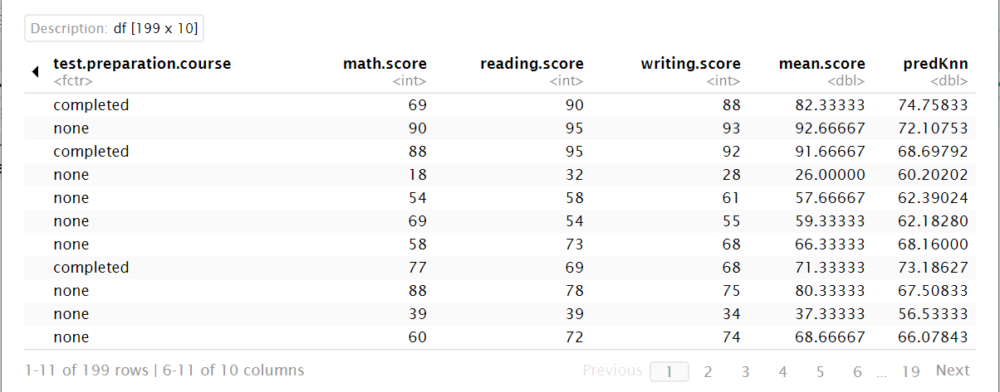 Description: df [199 x 10]
test.preparation.course math.score reading.score writing.score mean.score predKnn
<fctr> <int> <int> <int> <dbl> <dbl>
completed 69 90 88 82.33333 74.75833
none 90 95 93 92.66667 72.10753
completed 88 95 92 91.66667 68.69792
none 18 32 28 26.00000 60.20202
none 54 58 61 57.66667 62.39024
none 69 54 55 59.33333 62.18280
none 58 73 68 66.33333 68.16000
completed 77 69 68 71.33333 73.18627
none 88 78 75 80.33333 67.50833
none 39 39 34 37.33333 56.53333
none 60 72 74 68.66667 66.07843
1-11 of 199 rows | 6-11 of 10 columns Previous 1 2 3 4 5 6 ... 19 Next